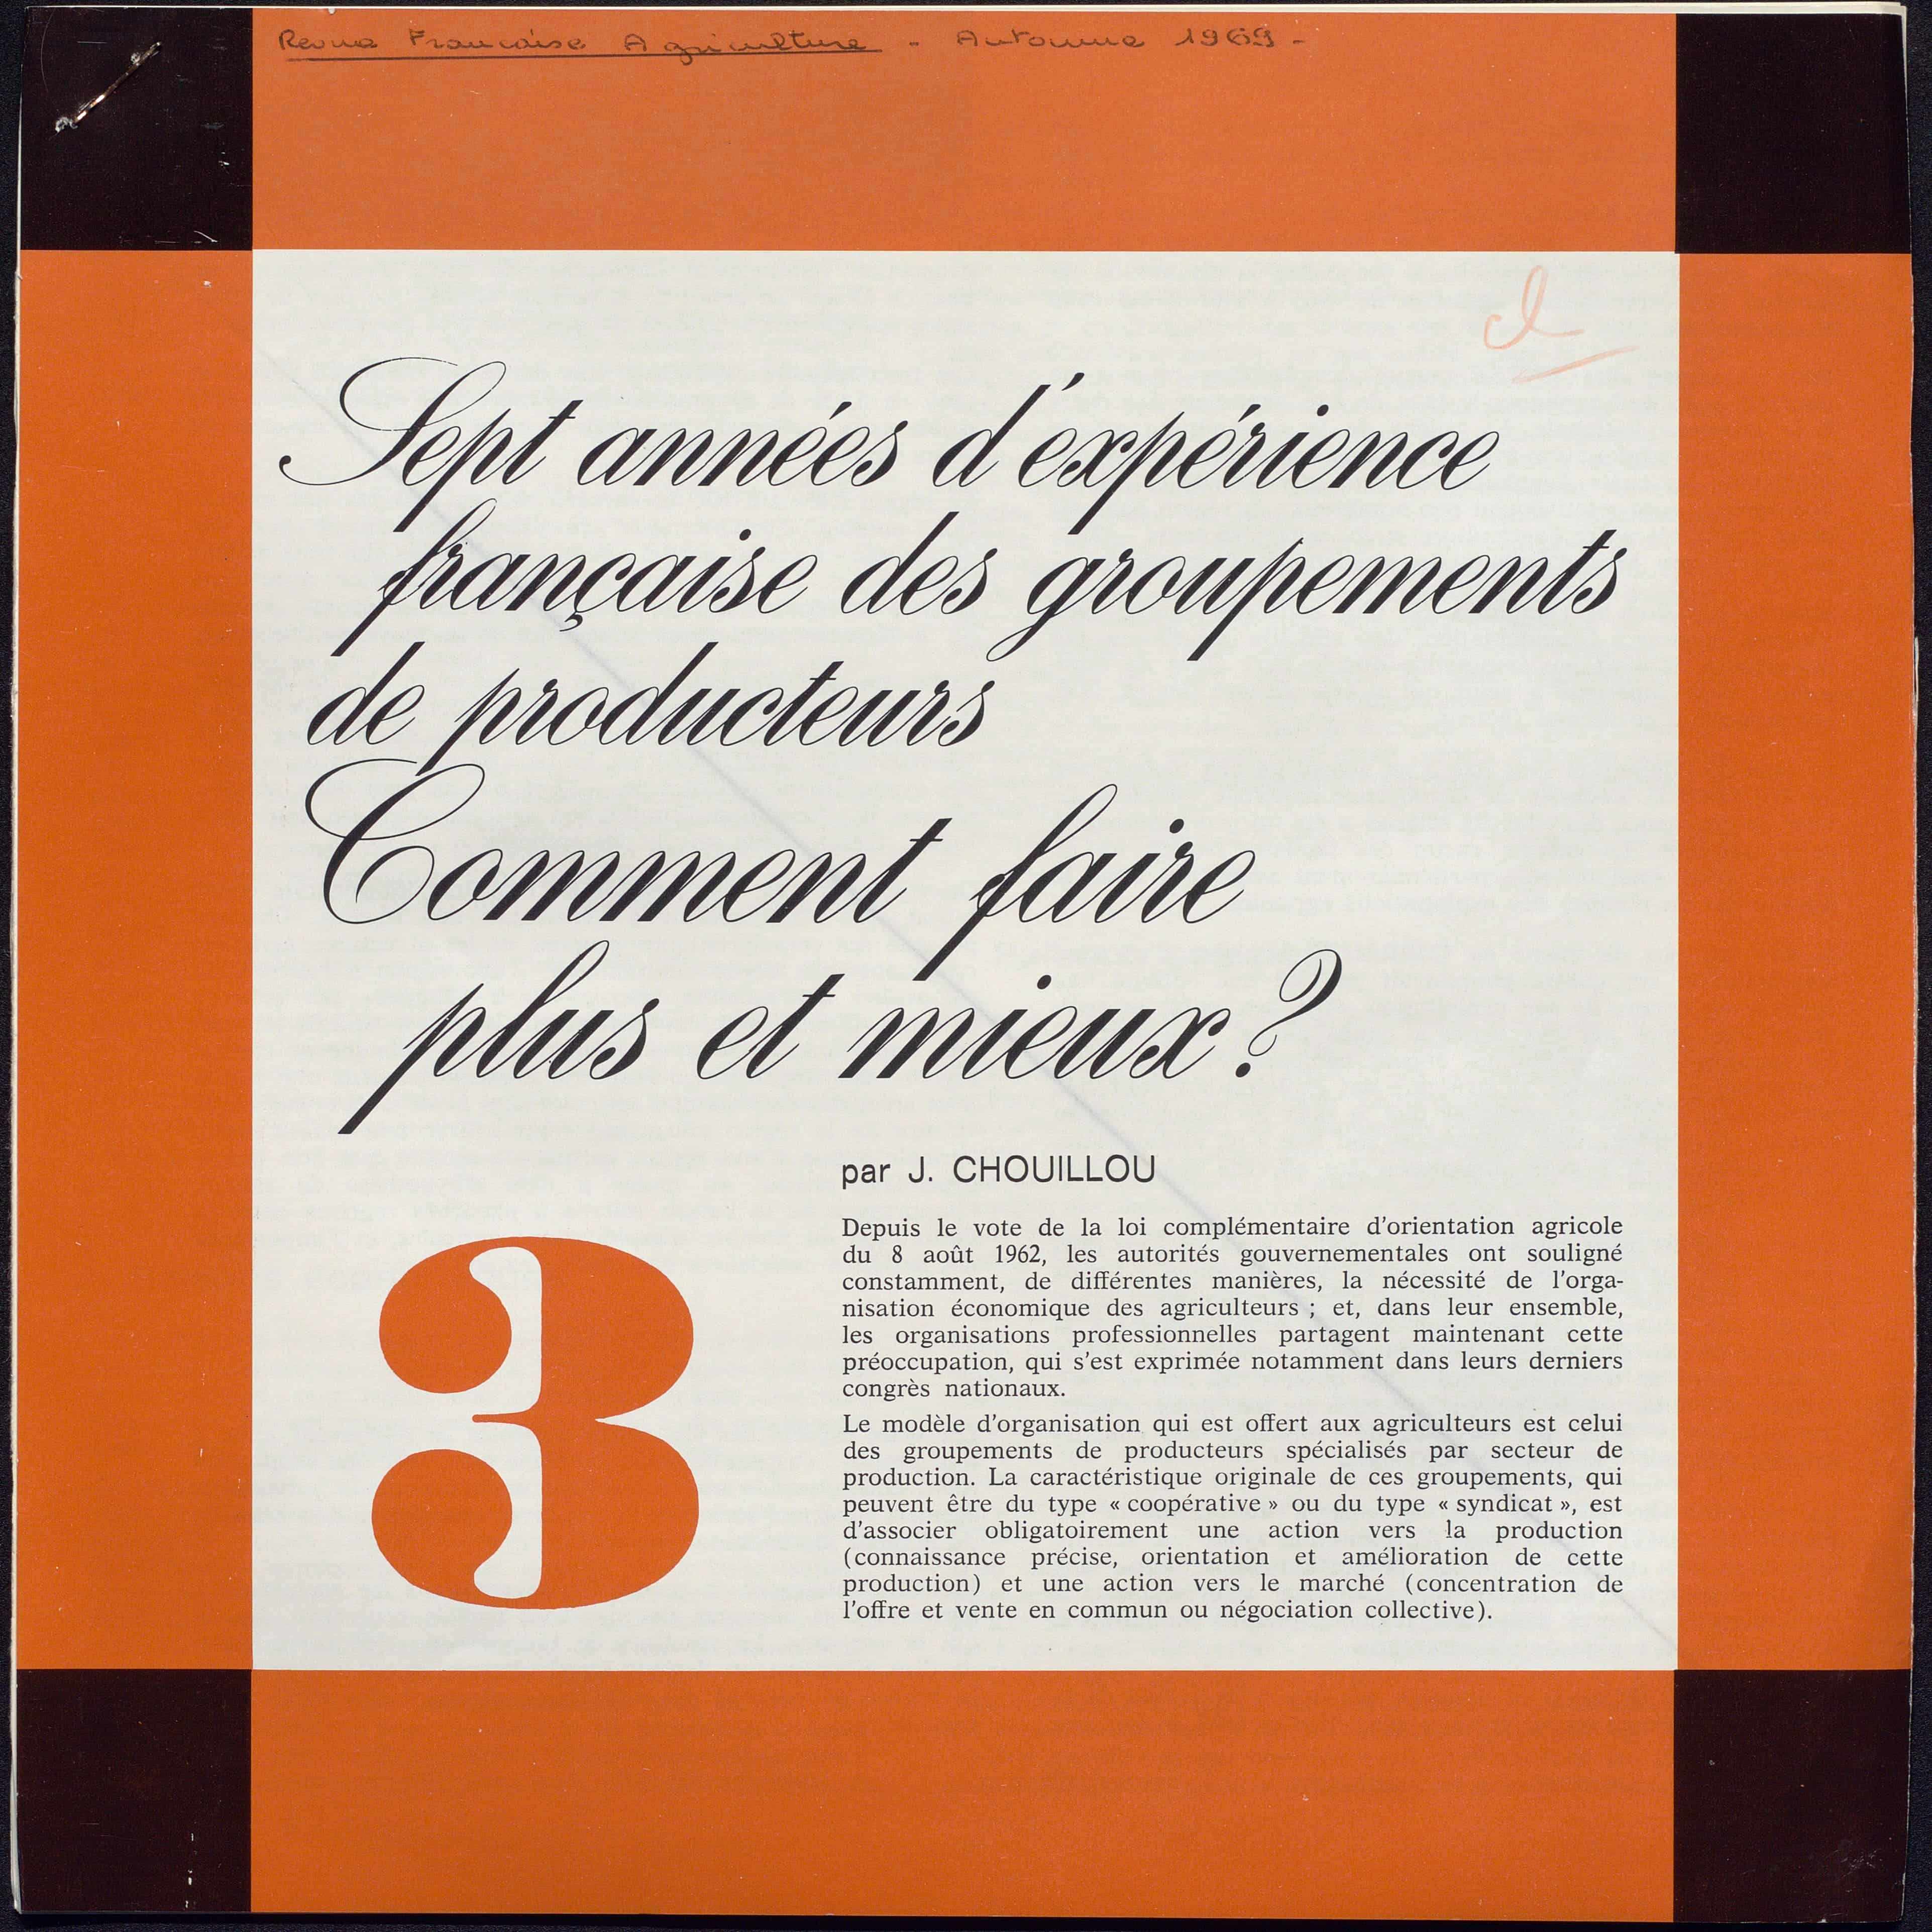 Revue Française Agriculture - Automne 1969 -
Sept années d'expérience
française des groupements
de producteurs
Comment faire
plus et mieux ?
par J. CHOUILLOU
3
Depuis le vote de la loi complémentaire d'orientation agricole
du 8 août 1962, les autorités gouvernementales ont souligné
constamment, de différentes manières, la nécessité de l'orga-
nisation économique des agriculteurs ; et, dans leur ensemble,
les organisations professionnelles partagent maintenant cette
préoccupation, qui s'est exprimée notamment dans leurs derniers
congrès nationaux.
Le modèle d'organisation qui est offert aux agriculteurs est celui
des groupements de producteurs spécialisés par secteur de
production. La caractéristique originale de ces groupements, qui
peuvent être du type « coopérative » ou du type « syndicat », est
d'associer obligatoirement une action vers la production
(connaissance précise, orientation et amélioration de cette
production) et une action vers le marché (concentration de
l'offre et vente en commun ou négociation collective).